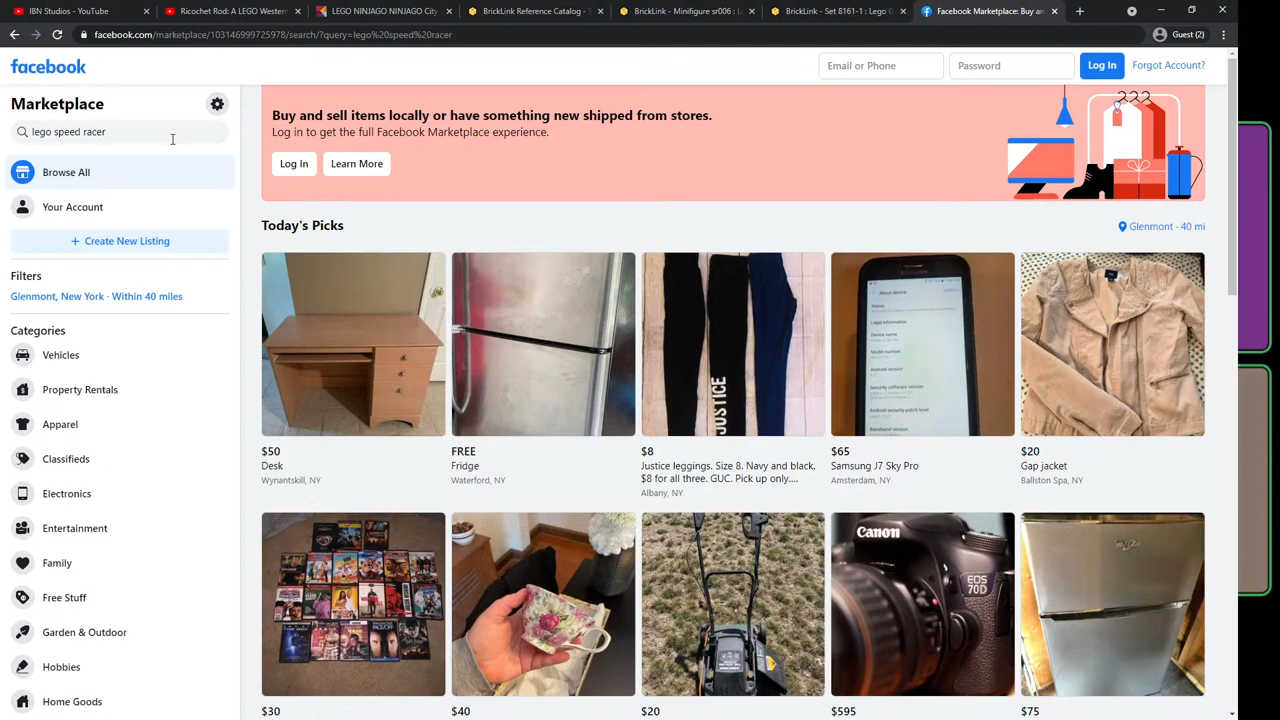 IBN Studios - YouTube
Ricochet Rod: A LEGO Western
LEGO NINJAGO NINJAGO City
BrickLink Reference Catalog - S
BrickLink - Minifigure sr006 : L
BrickLink - Set 8161-1 : Lego G
Facebook Marketplace: Buy an
facebook.com/marketplace/103146999725978/search/?query=lego%20speed%20racer
Guest (2)
facebook
Email or Phone
Password
Log In
Forgot Account?
Marketplace
lego speed racer
Browse All
Your Account
+ Create New Listing
Filters
Glenmont, New York · Within 40 miles
Categories
Vehicles
Property Rentals
Apparel
Classifieds
Electronics
Entertainment
Family
Free Stuff
Garden & Outdoor
Hobbies
Home Goods
Buy and sell items locally or have something new shipped from stores.
Log in to get the full Facebook Marketplace experience.
Log In
Learn More
Today's Picks
Glenmont · 40 mi
JUSTICE
SAMSUNG
About device
$50
Desk
Wynantskill, NY
FREE
Fridge
Waterford, NY
$8
Justice leggings. Size 8. Navy and black.
$8 for all three. GUC. Pick up only....
Albany, NY
$65
Samsung J7 Sky Pro
Amsterdam, NY
$20
Gap jacket
Ballston Spa, NY
Canon
EOS
70D
$30
$40
$20
$595
$75